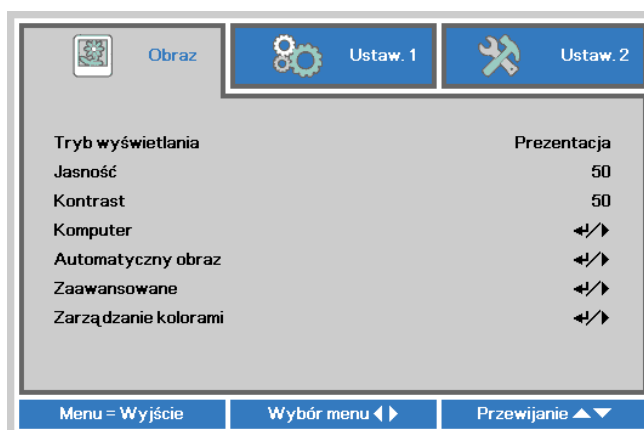 Obraz Ustaw. 1 Ustaw. 2
Tryb wyświetlania Prezentacja
Jasność 50
Kontrast 50
Komputer ↵/▶
Automatyczny obraz ↵/▶
Zaawansowane ↵/▶
Zarządzanie kolorami ↵/▶
Menu = Wyjście Wybór menu ◀▶ Przewijanie ▲▼